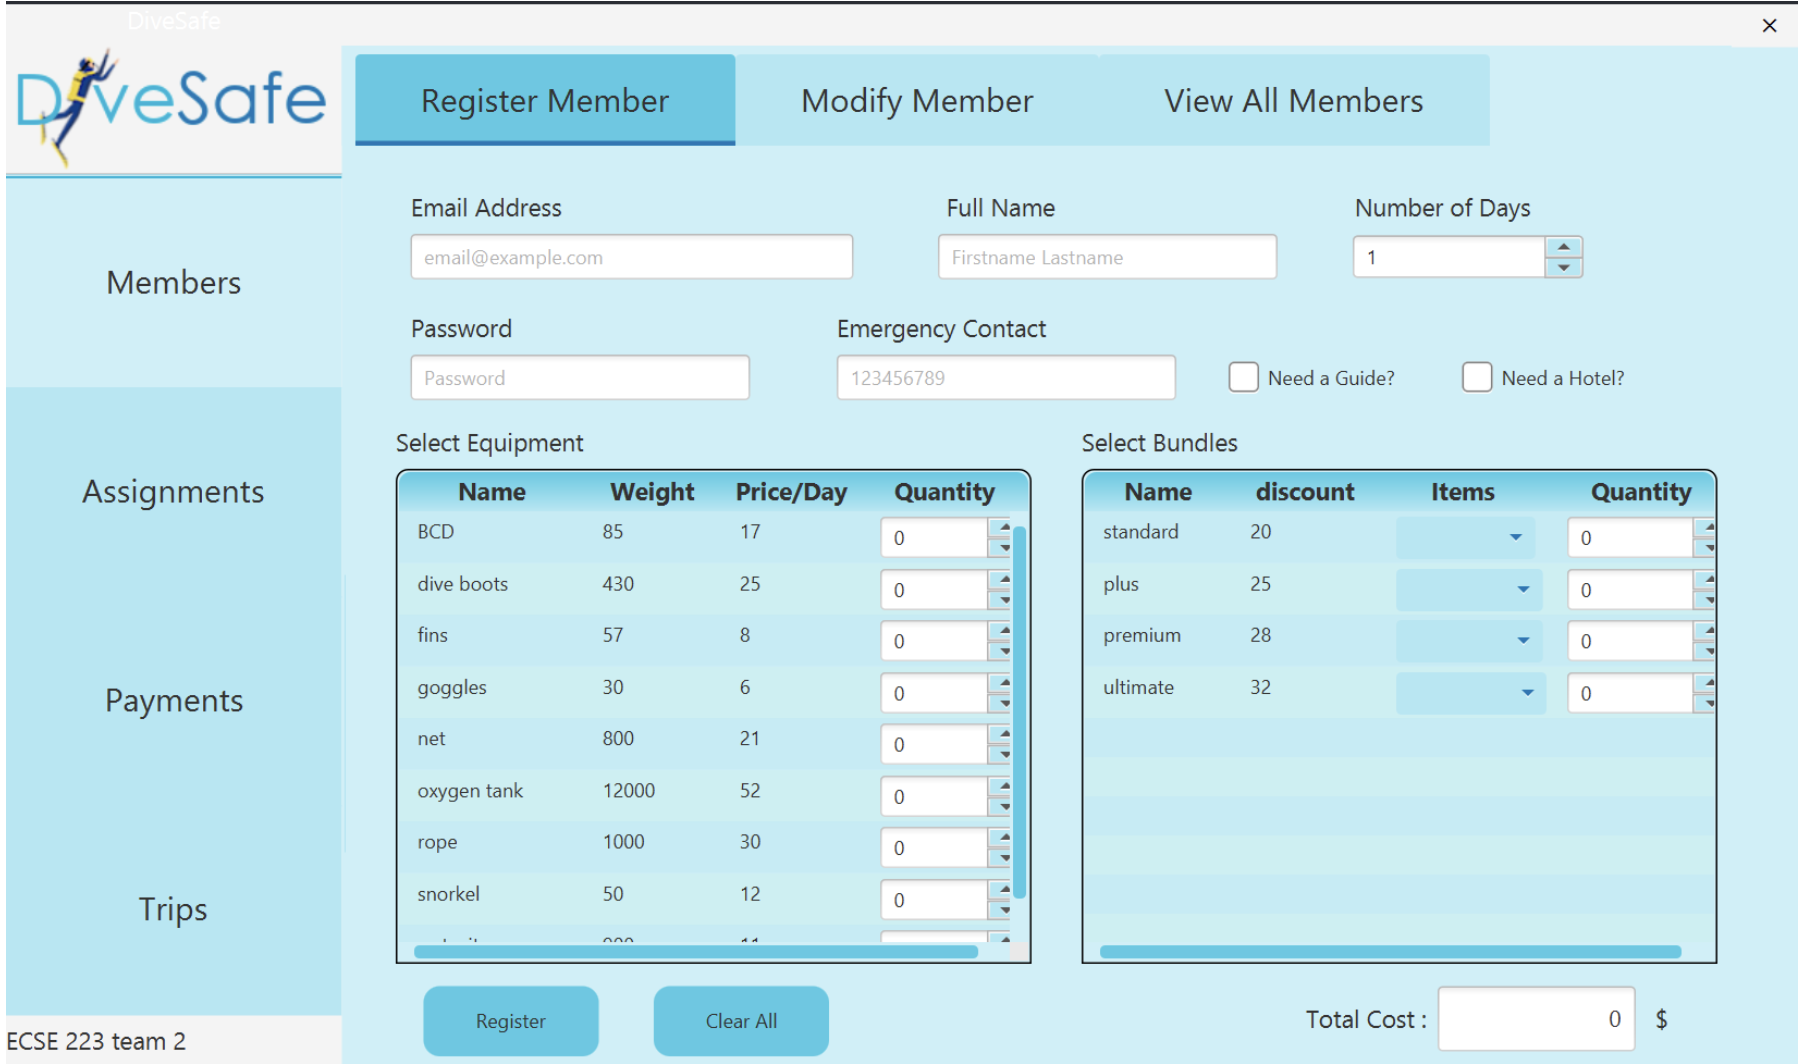 DiveSafe
DiveSafe
Register Member
Modify Member
View All Members
Members
Assignments
Payments
Trips
ECSE 223 team 2
Email Address
Full Name
Number of Days
email@example.com
Firstname Lastname
1
Password
Emergency Contact
Password
123456789
Need a Guide?
Need a Hotel?
Select Equipment
Name Weight Price/Day Quantity
BCD 85 17 0
dive boots 430 25 0
fins 57 8 0
goggles 30 6 0
net 800 21 0
oxygen tank 12000 52 0
rope 1000 30 0
snorkel 50 12 0
Select Bundles
Name discount Items Quantity
standard 20 0
plus 25 0
premium 28 0
ultimate 32 0
Register
Clear All
Total Cost : 0 $